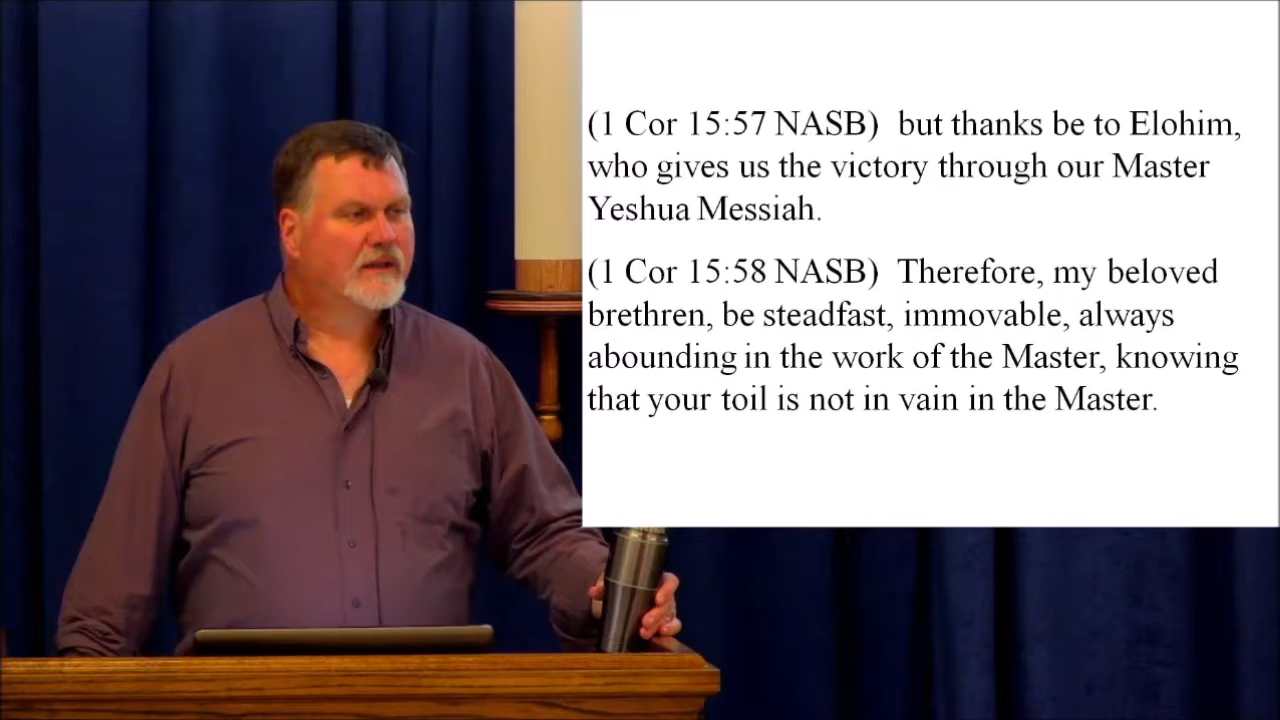 (1 Cor 15:57 NASB)  but thanks be to Elohim,
who gives us the victory through our Master
Yeshua Messiah.
(1 Cor 15:58 NASB)  Therefore, my beloved
brethren, be steadfast, immovable, always
abounding in the work of the Master, knowing
that your toil is not in vain in the Master.